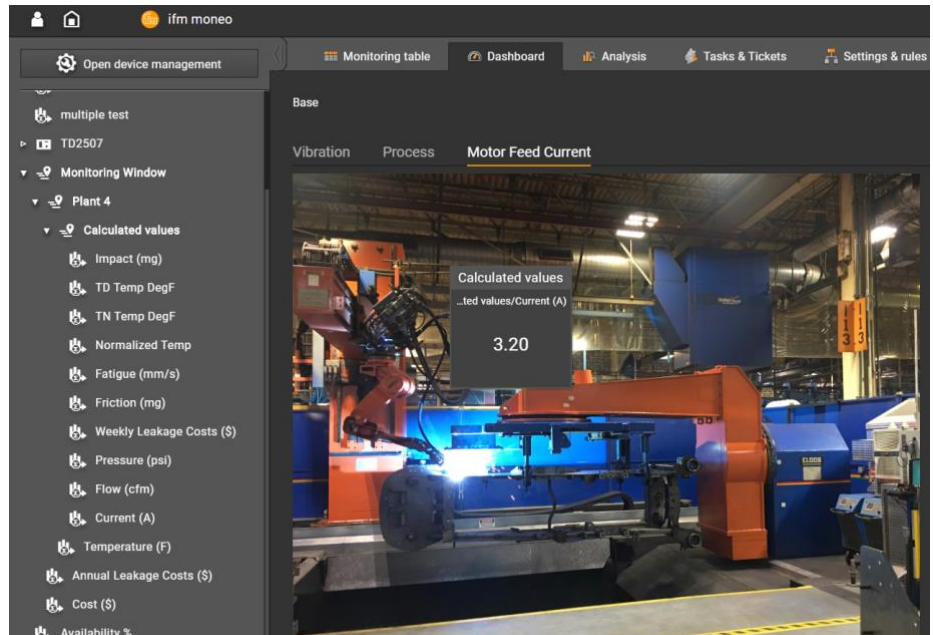 ifm moneo
Open device management
Monitoring table
Dashboard
Analysis
Tasks & Tickets
Settings & rules
multiple test
TD2507
Monitoring Window
Plant 4
Calculated values
Impact (mg)
TD Temp DegF
TN Temp DegF
Normalized Temp
Fatigue (mm/s)
Friction (mg)
Weekly Leakage Costs ($)
Pressure (psi)
Flow (cfm)
Current (A)
Temperature (F)
Annual Leakage Costs ($)
Cost ($)
Availability %
Base
Vibration
Process
Motor Feed Current
Calculated values
...ted values/Current (A)
3.20
113
113
CLOOS